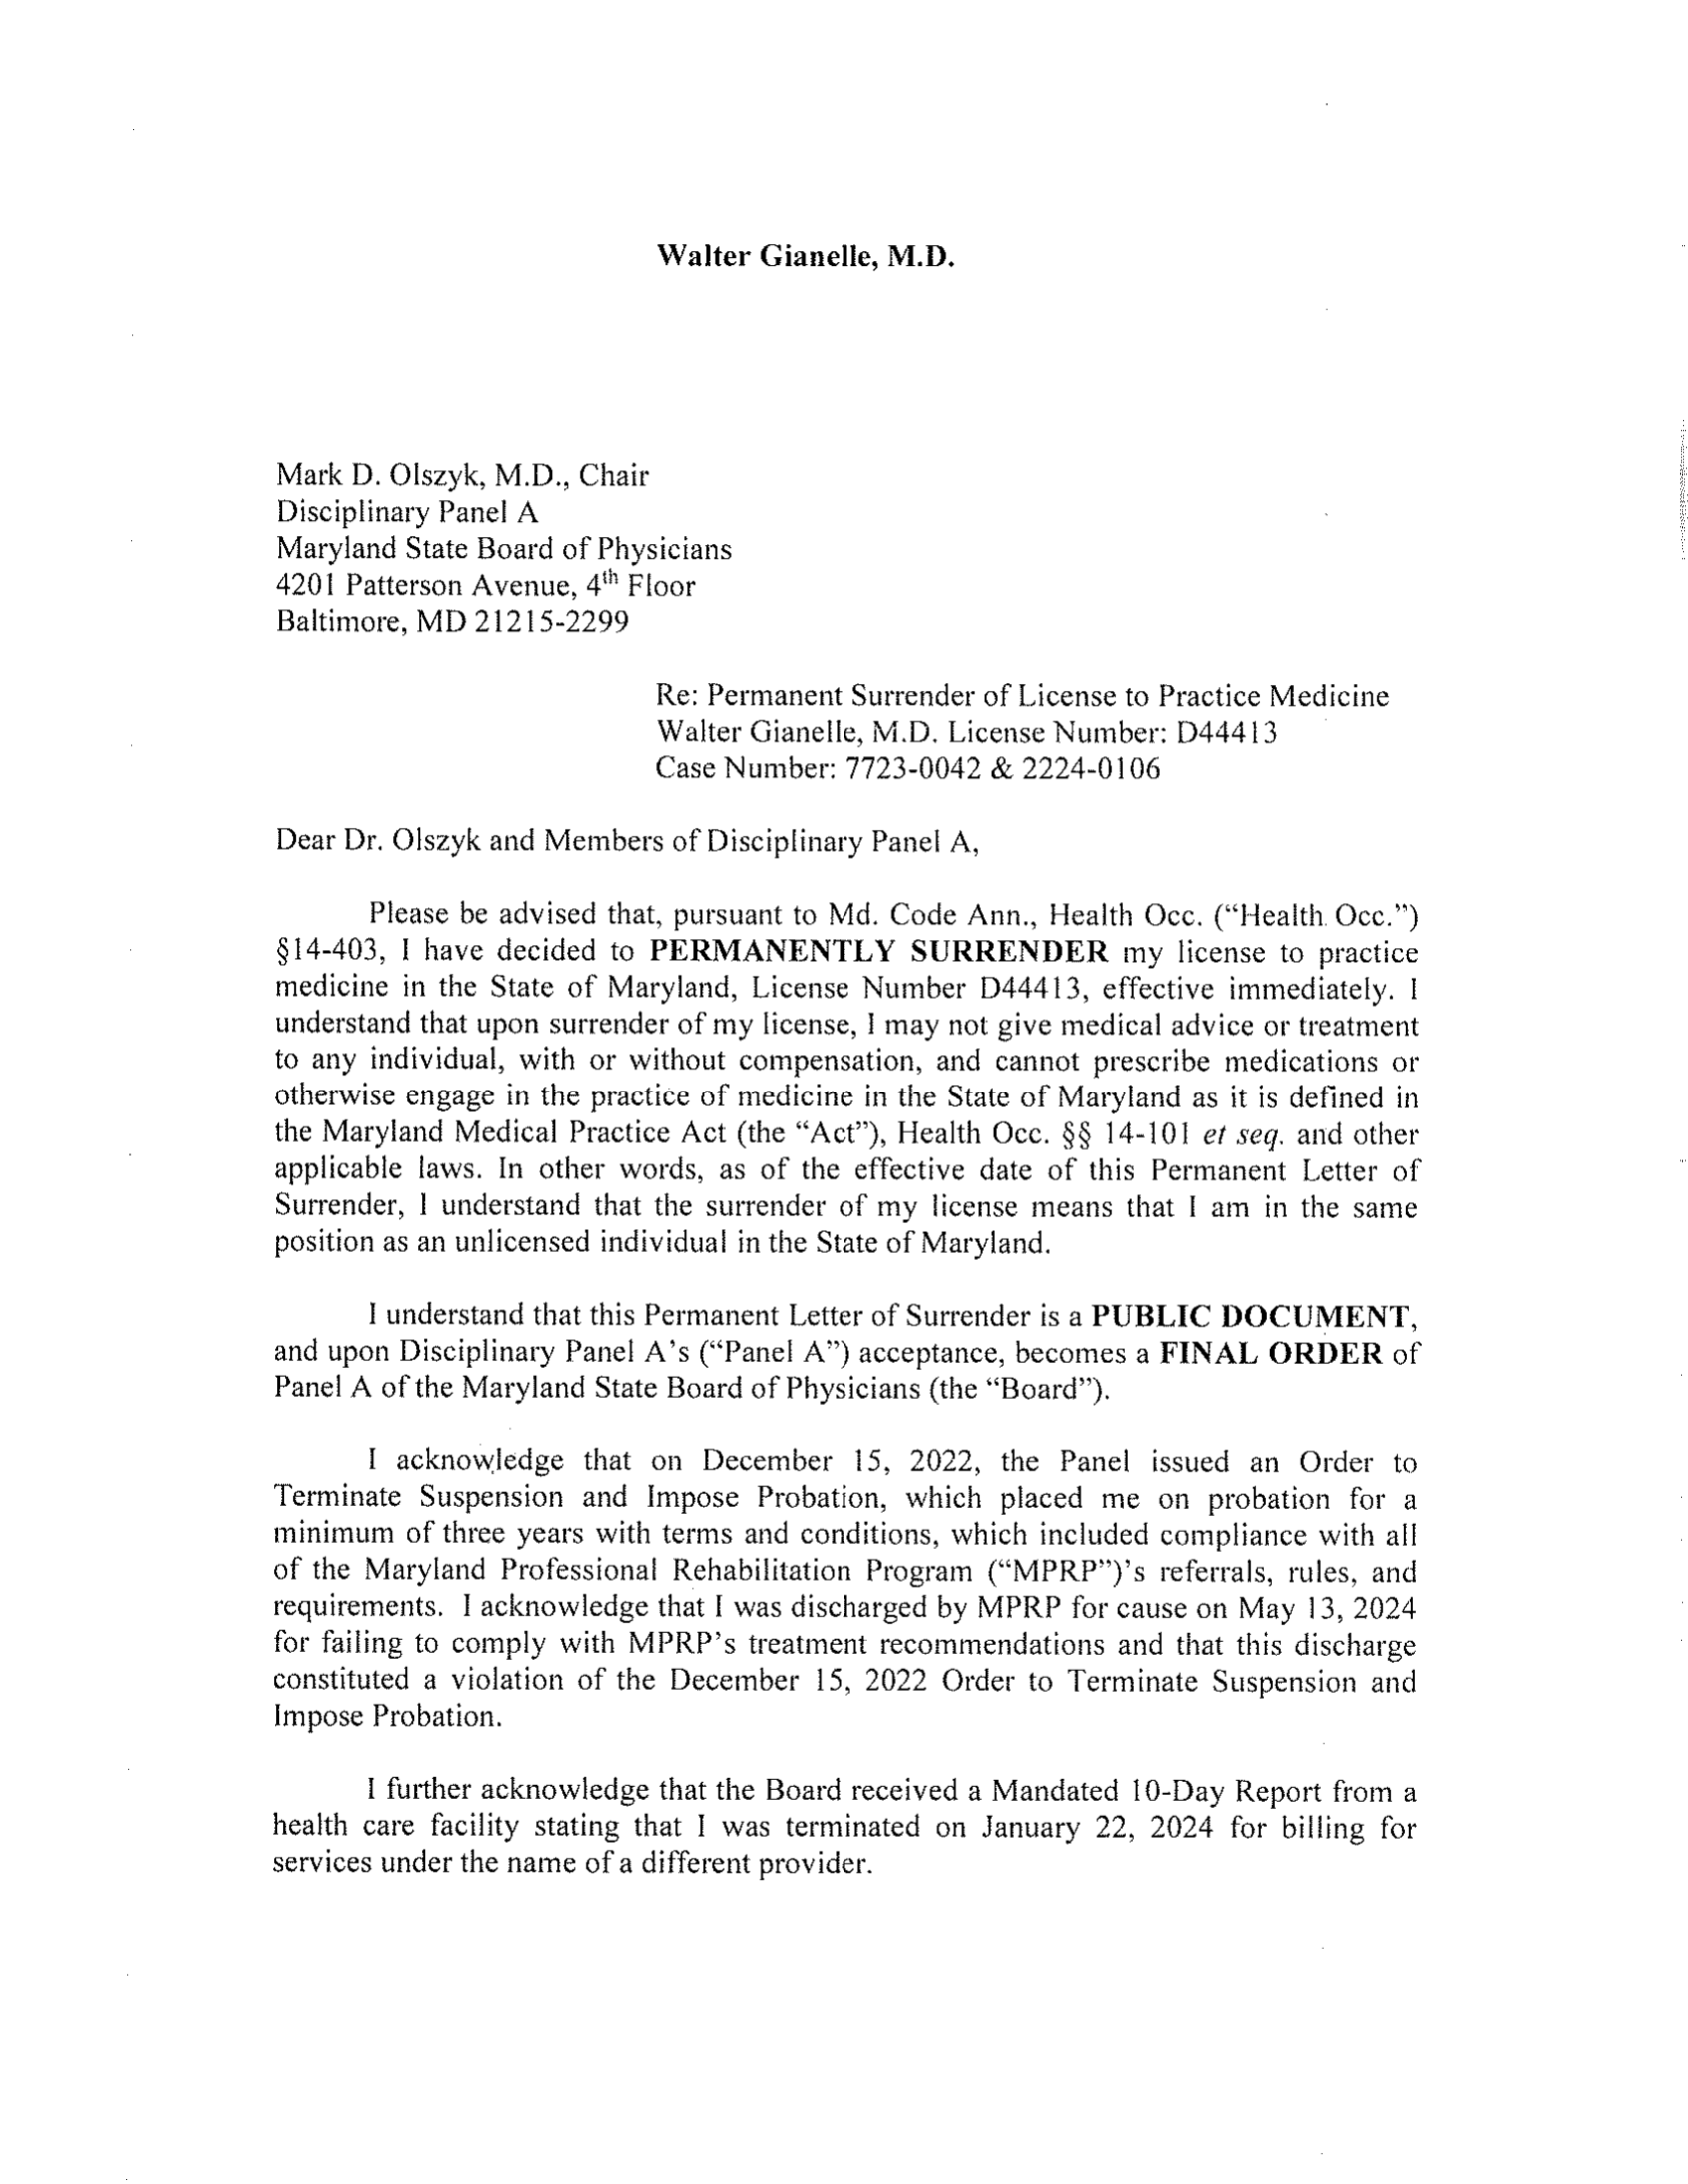 Walter Gianelle, M.D.
Mark D. Olszyk, M.D., Chair
Disciplinary Panel A
Maryland State Board of Physicians
4201 Patterson Avenue, 4th Floor
Baltimore, MD 21215-2299
Re: Permanent Surrender of License to Practice Medicine
Walter Gianelle, M.D. License Number: D44413
Case Number: 7723-0042 & 2224-0106
Dear Dr. Olszyk and Members of Disciplinary Panel A,
Please be advised that, pursuant to Md. Code Ann., Health Occ. (“Health Occ.”)
§14-403, I have decided to PERMANENTLY SURRENDER my license to practice
medicine in the State of Maryland, License Number D44413, effective immediately. I
understand that upon surrender of my license, I may not give medical advice or treatment
to any individual, with or without compensation, and cannot prescribe medications or
otherwise engage in the practice of medicine in the State of Maryland as it is defined in
the Maryland Medical Practice Act (the “Act”), Health Occ. §§ 14-101 et seq. and other
applicable laws. In other words, as of the effective date of this Permanent Letter of
Surrender, I understand that the surrender of my license means that I am in the same
position as an unlicensed individual in the State of Maryland.
I understand that this Permanent Letter of Surrender is a PUBLIC DOCUMENT,
and upon Disciplinary Panel A’s (“Panel A”) acceptance, becomes a FINAL ORDER of
Panel A of the Maryland State Board of Physicians (the “Board”).
I acknowledge that on December 15, 2022, the Panel issued an Order to
Terminate Suspension and Impose Probation, which placed me on probation for a
minimum of three years with terms and conditions, which included compliance with all
of the Maryland Professional Rehabilitation Program (“MPRP”)’s referrals, rules, and
requirements. I acknowledge that I was discharged by MPRP for cause on May 13, 2024
for failing to comply with MPRP’s treatment recommendations and that this discharge
constituted a violation of the December 15, 2022 Order to Terminate Suspension and
Impose Probation.
I further acknowledge that the Board received a Mandated 10-Day Report from a
health care facility stating that I was terminated on January 22, 2024 for billing for
services under the name of a different provider.